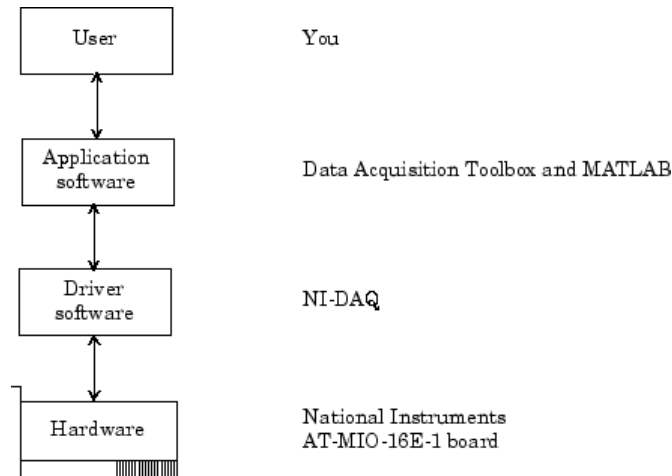 User
You
Application
software
Data Acquisition Toolbox and MATLAB
Driver
software
NI-DAQ
Hardware
National Instruments
AT-MIO-16E-1 board